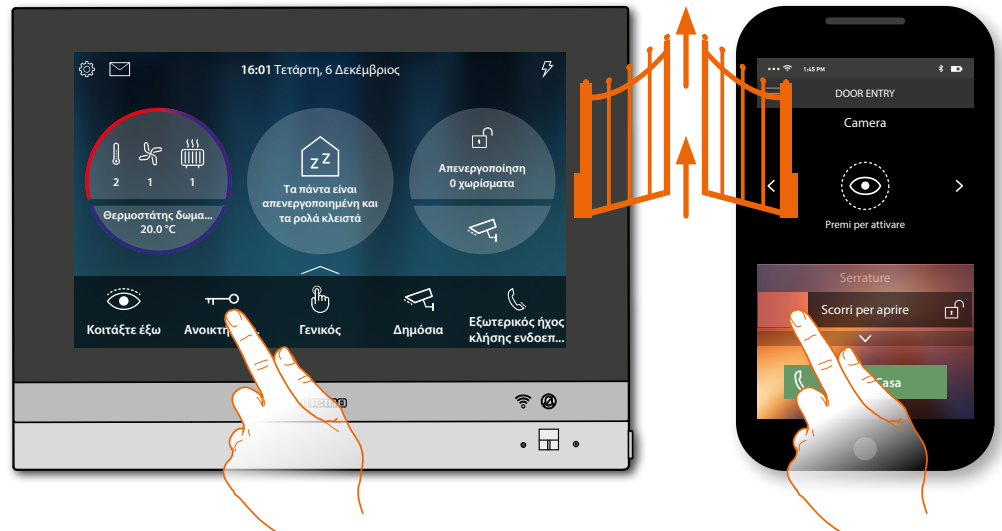 16:01 Τετάρτη, 6 Δεκέμβριος
2 1 1
Θερμοστάτης δωμα...
20.0 °C
zZ
Τα πάντα είναι
απενεργοποιημένη και
τα ρολά κλειστά
Απενεργοποίηση
0 χωρίσματα
Κοιτάξτε έξω
Γενικός
Δημόσια
Εξωτερικός ήχος
κλήσης ενδοεπ...
1:45 PM
DOOR ENTRY
Camera
Premi per attivare
Serrature
Scorri per aprire